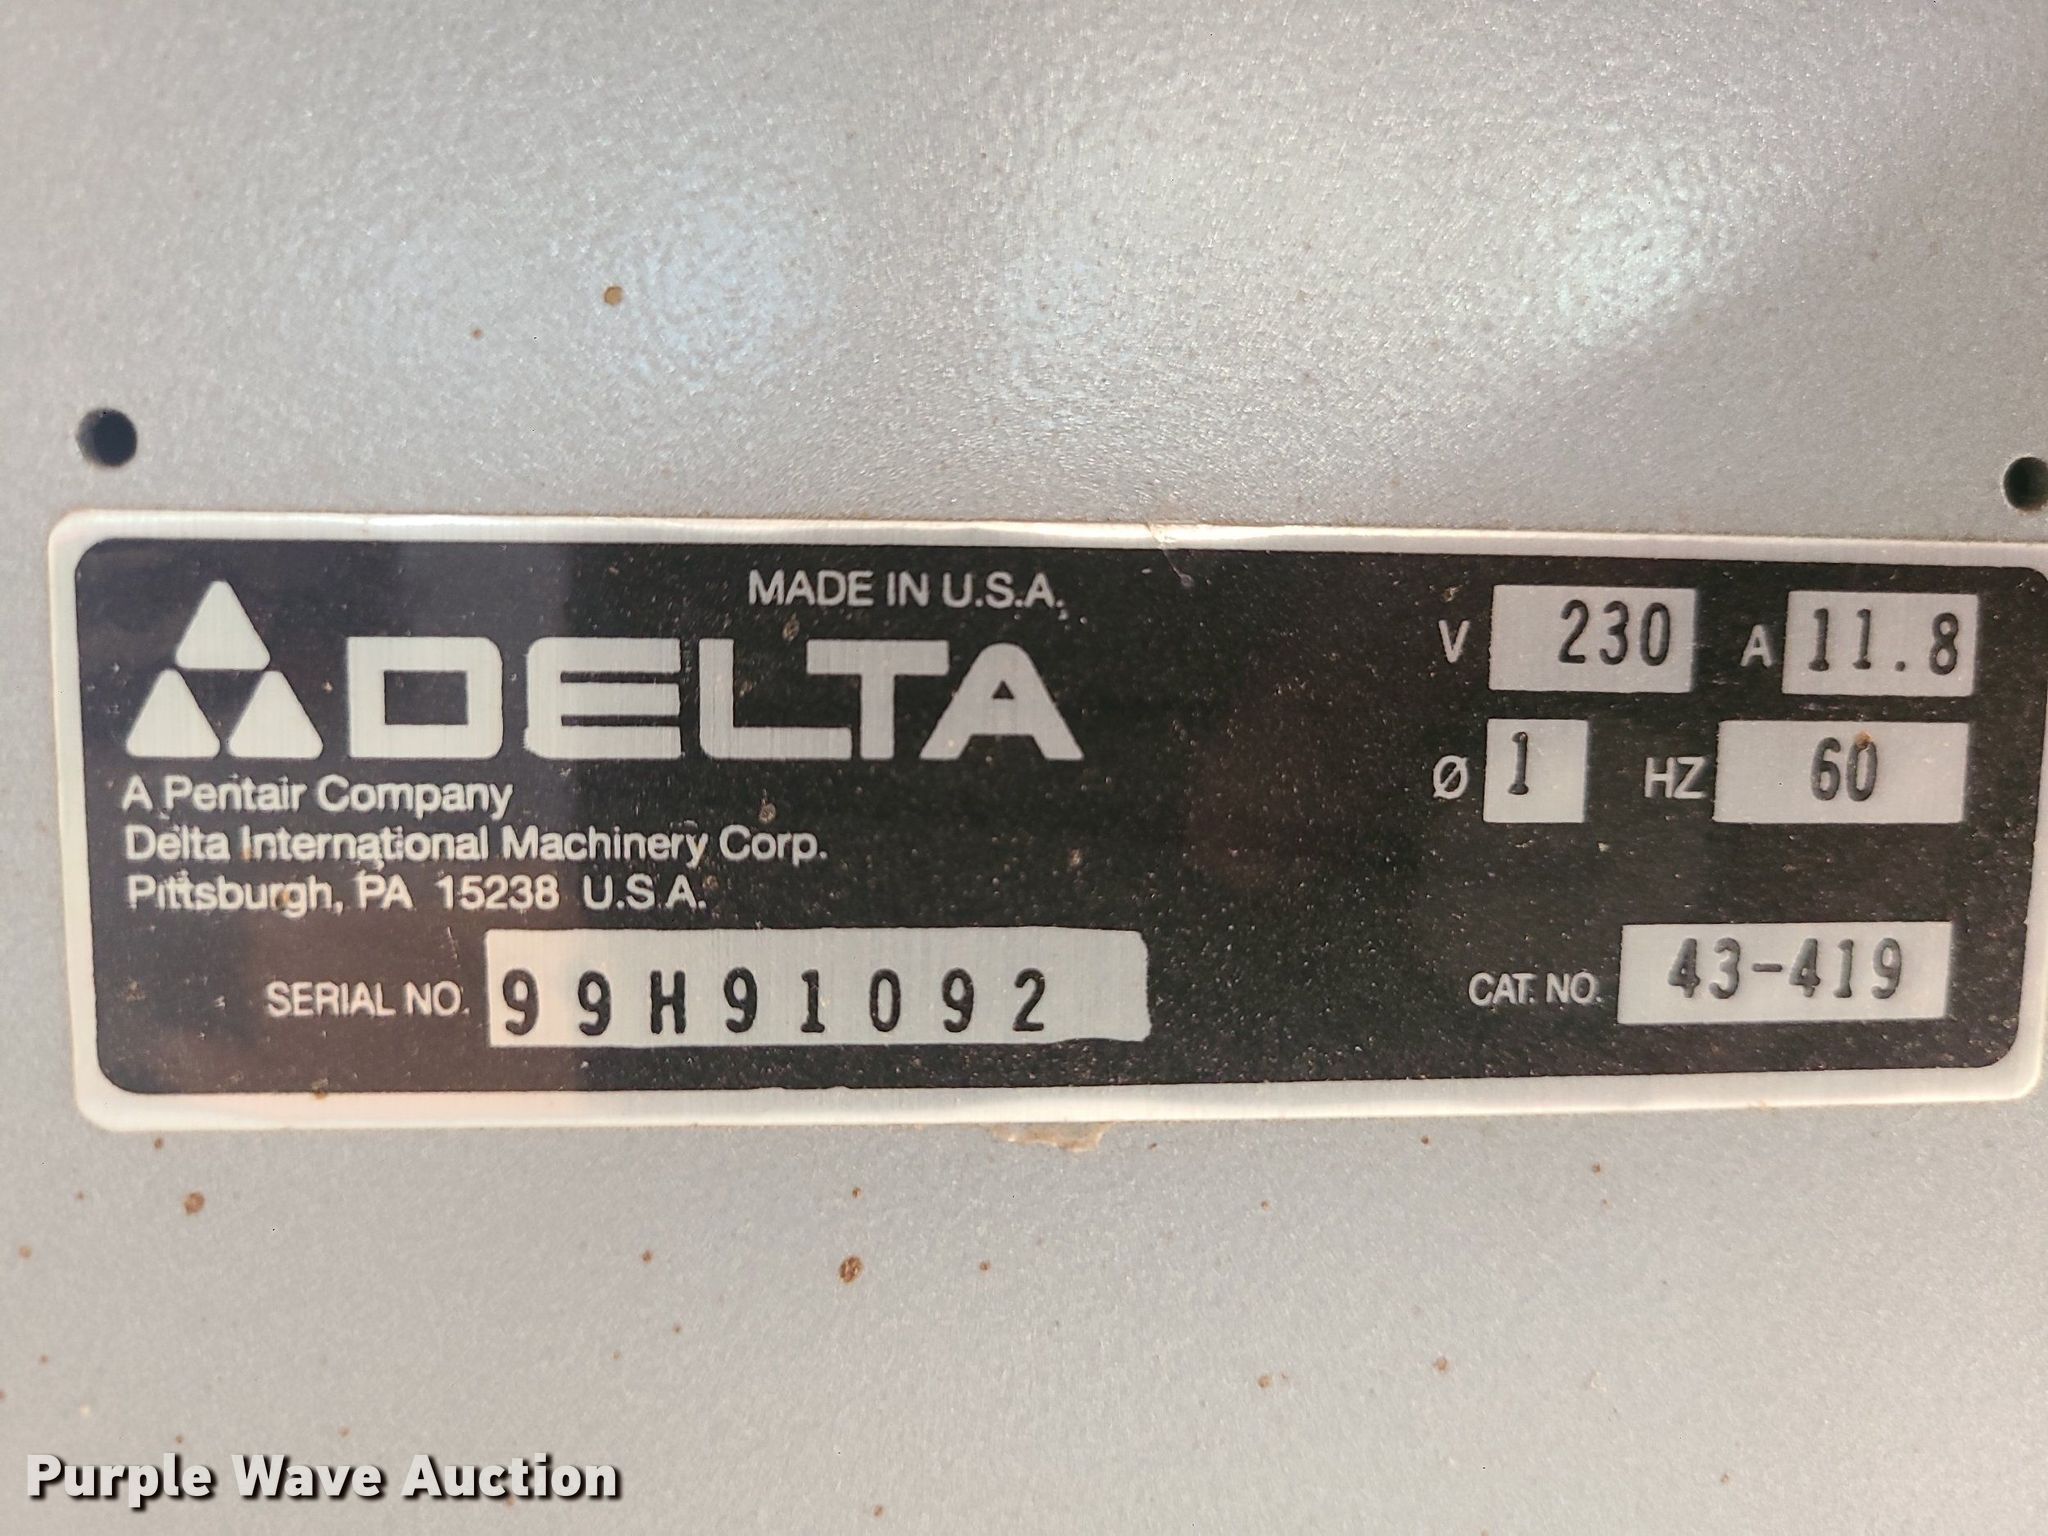 MADE IN U.S.A.
DELTA
A Pentair Company
Delta International Machinery Corp.
Pittsburgh, PA 15238 U.S.A.
SERIAL NO. 99H91092
V 230 A 11.8
Ø 1 HZ 60
CAT. NO. 43-419
Purple Wave Auction